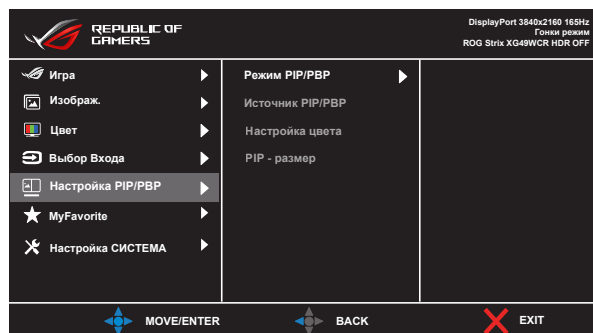 REPUBLIC OF
GAMERS
DisplayPort 3840x2160 165Hz
Гонки режим
ROG Strix XG49WCR HDR OFF
Игра
Изображ.
Цвет
Выбор Входа
Настройка PIP/PBP
MyFavorite
Настройка СИСТЕМА
Режим PIP/PBP
Источник PIP/PBP
Настройка цвета
PIP - размер
MOVE/ENTER
BACK
EXIT